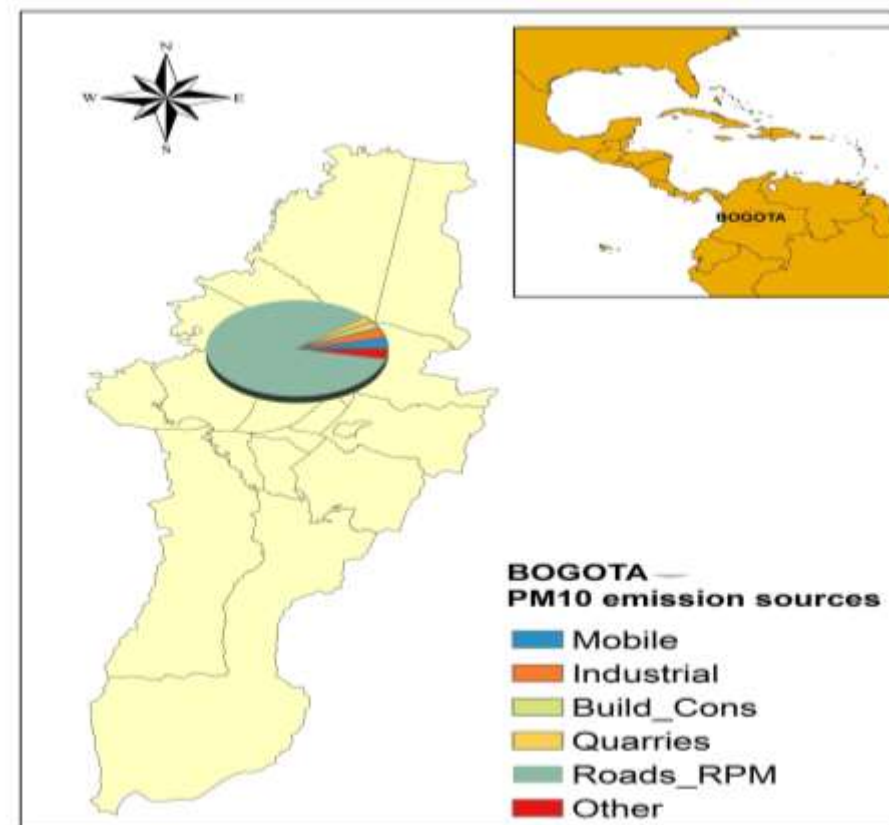 N
W E
S
BOGOTA
BOGOTA
PM10 emission sources
Mobile
Industrial
Build_Cons
Quarries
Roads_RPM
Other